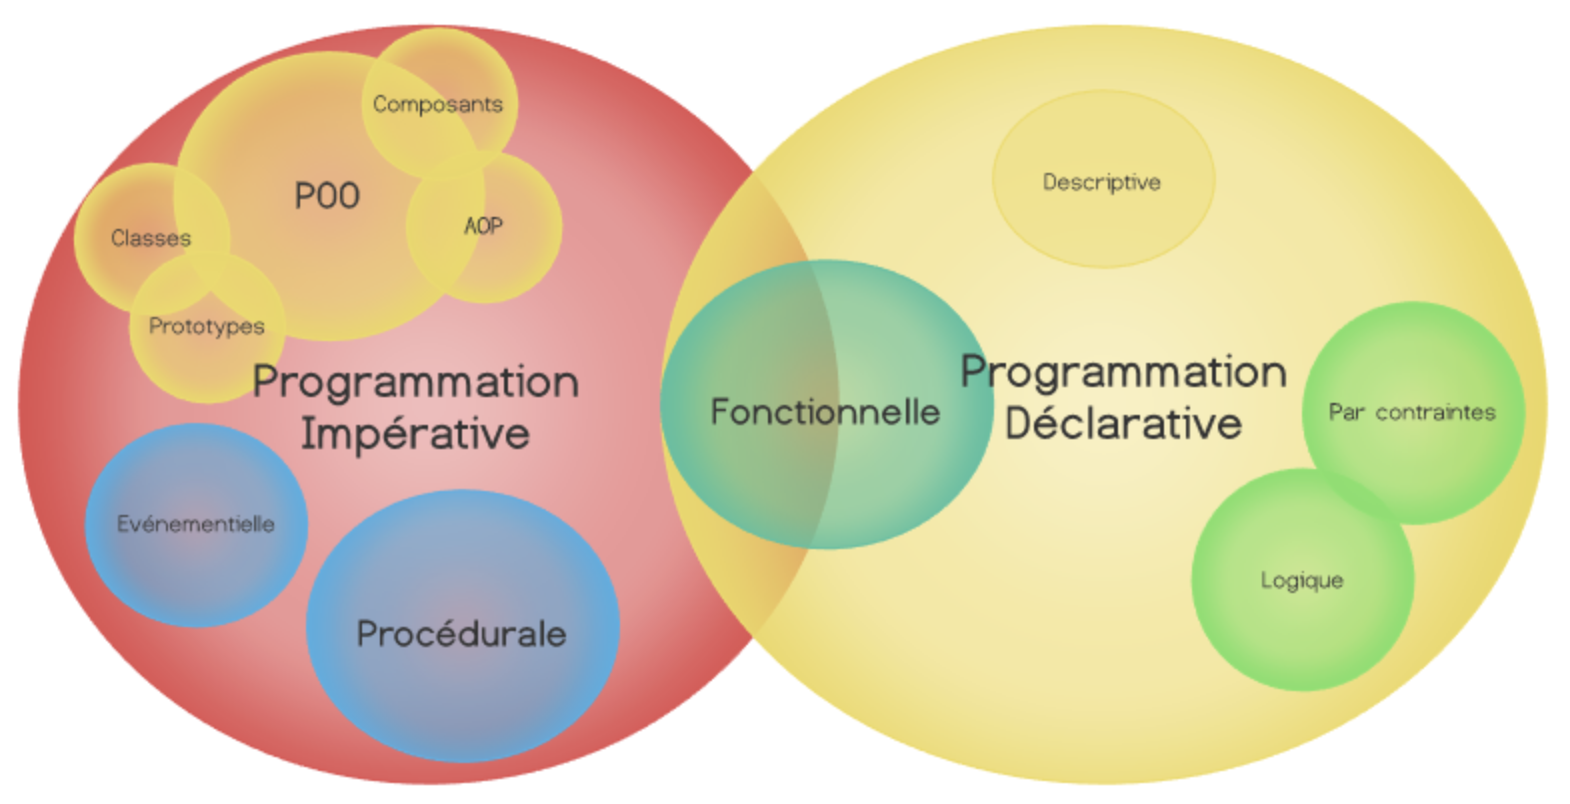 Composants
POO
AOP
Classes
Prototypes
Programmation
Impérative
Evénementielle
Procédurale
Fonctionnelle
Descriptive
Programmation
Déclarative
Par contraintes
Logique